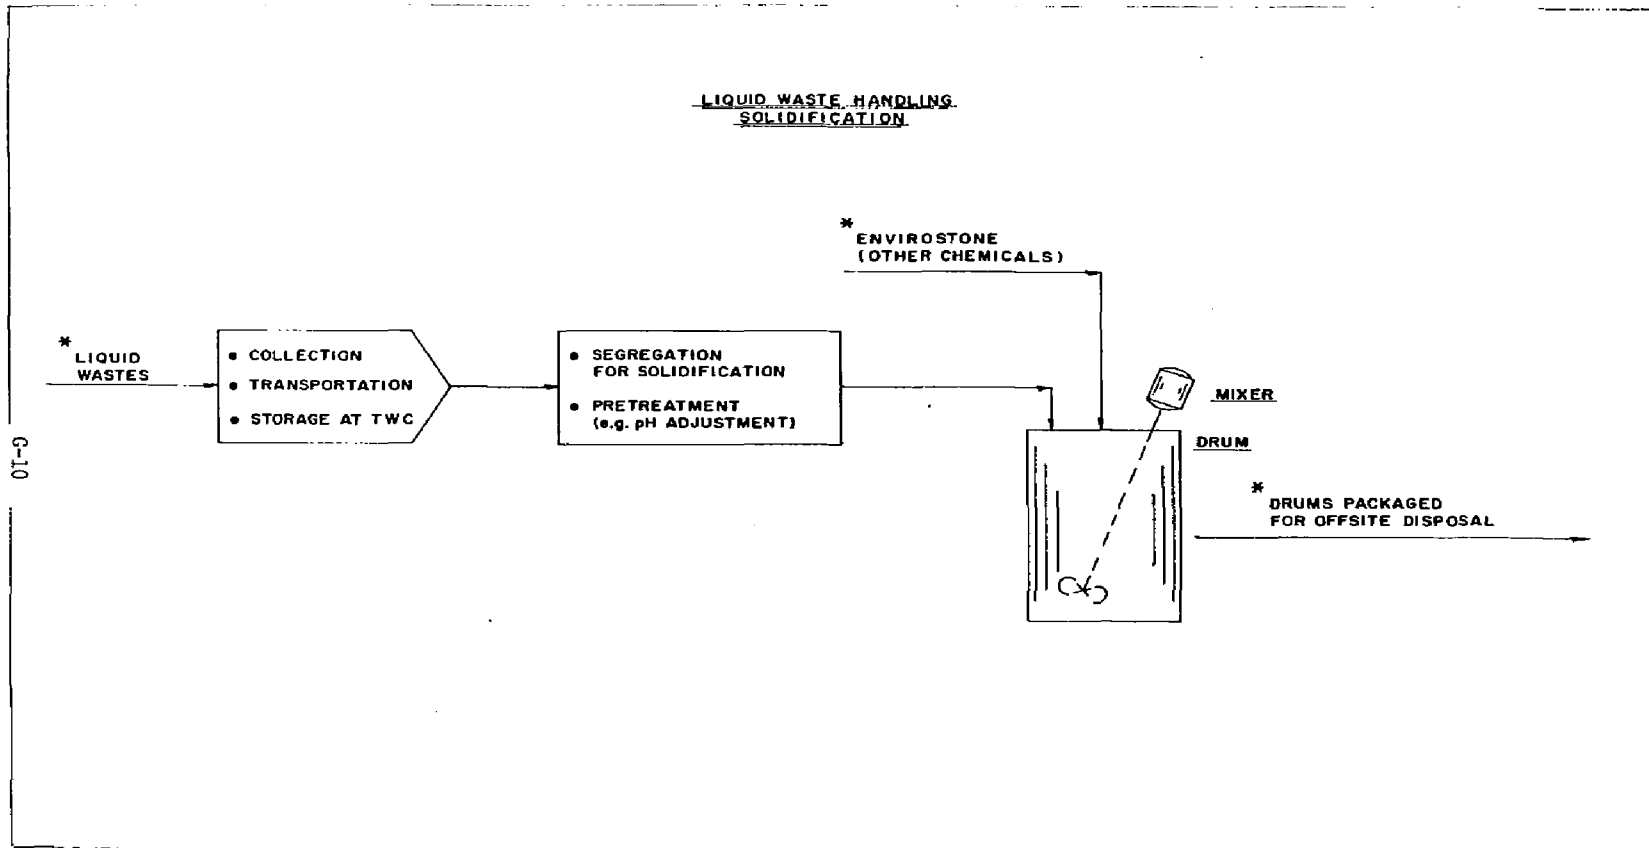 LIQUID WASTE HANDLING
SOLIDIFICATION
*
ENVIROSTONE
(OTHER CHEMICALS)
*
LIQUID
WASTES
• COLLECTION
• TRANSPORTATION
• STORAGE AT TWC
• SEGREGATION
FOR SOLIDIFICATION
• PRETREATMENT
(e.g. pH ADJUSTMENT)
MIXER
DRUM
*
DRUMS PACKAGED
FOR OFFSITE DISPOSAL
G-10